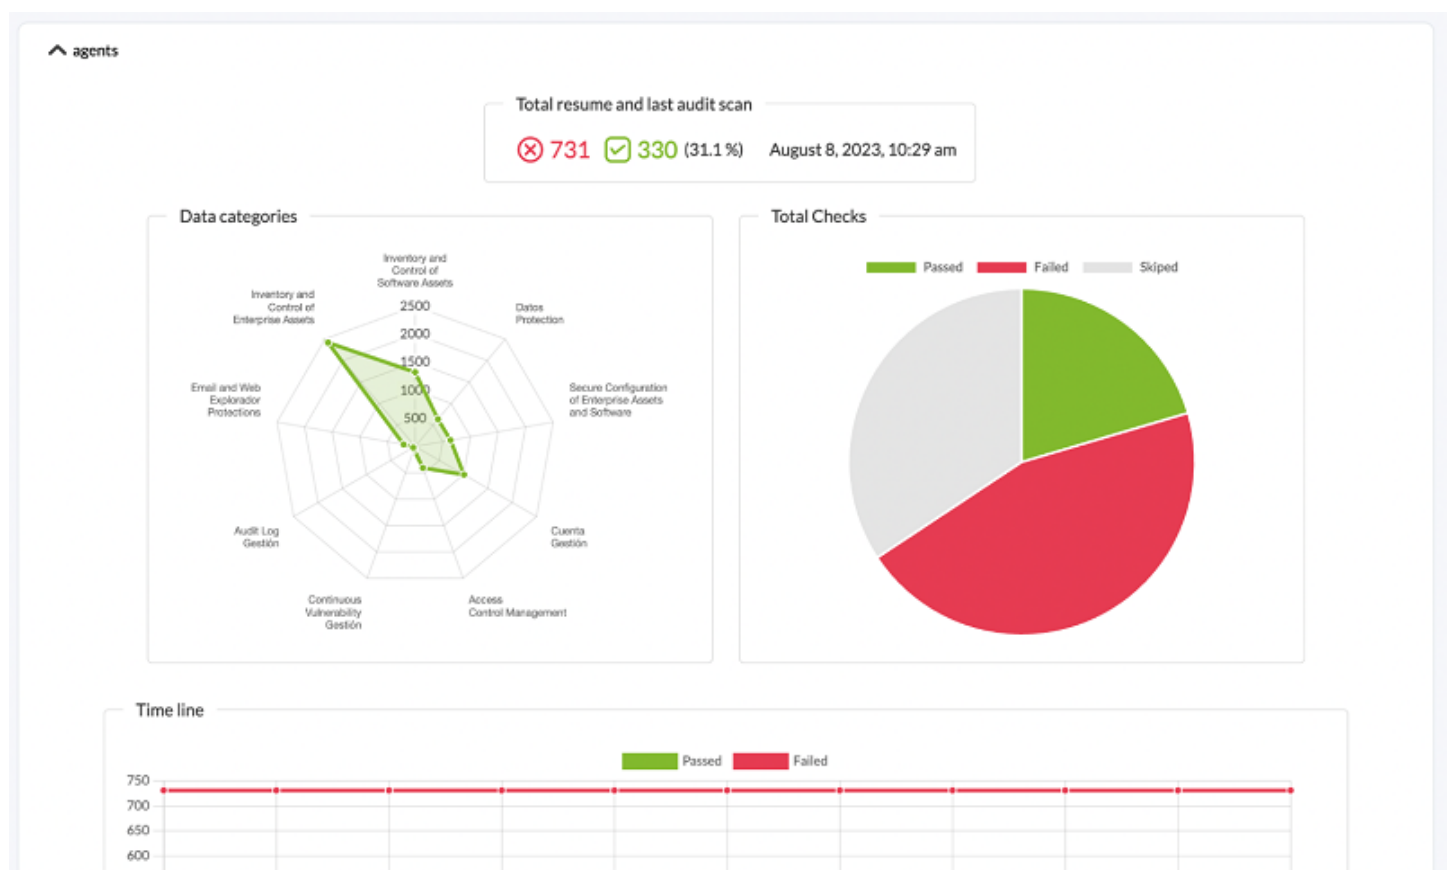 agents
Total resume and last audit scan
731 330 (31.1 %) August 8, 2023, 10:29 am
Data categories
Inventory and
Control of
Software Assets
Inventory and
Control of
Enterprise Assets
Datos
Protection
2500
2000
1500
1000
500
Email and Web
Explorador
Protections
Secure Configuration
of Enterprise Assets
and Software
Audit Log
Gestión
Cuenta
Gestión
Continuous
Vulnerability
Gestión
Access
Control Management
Total Checks
Passed Failed Skiped
Time line
Passed Failed
750
700
650
600